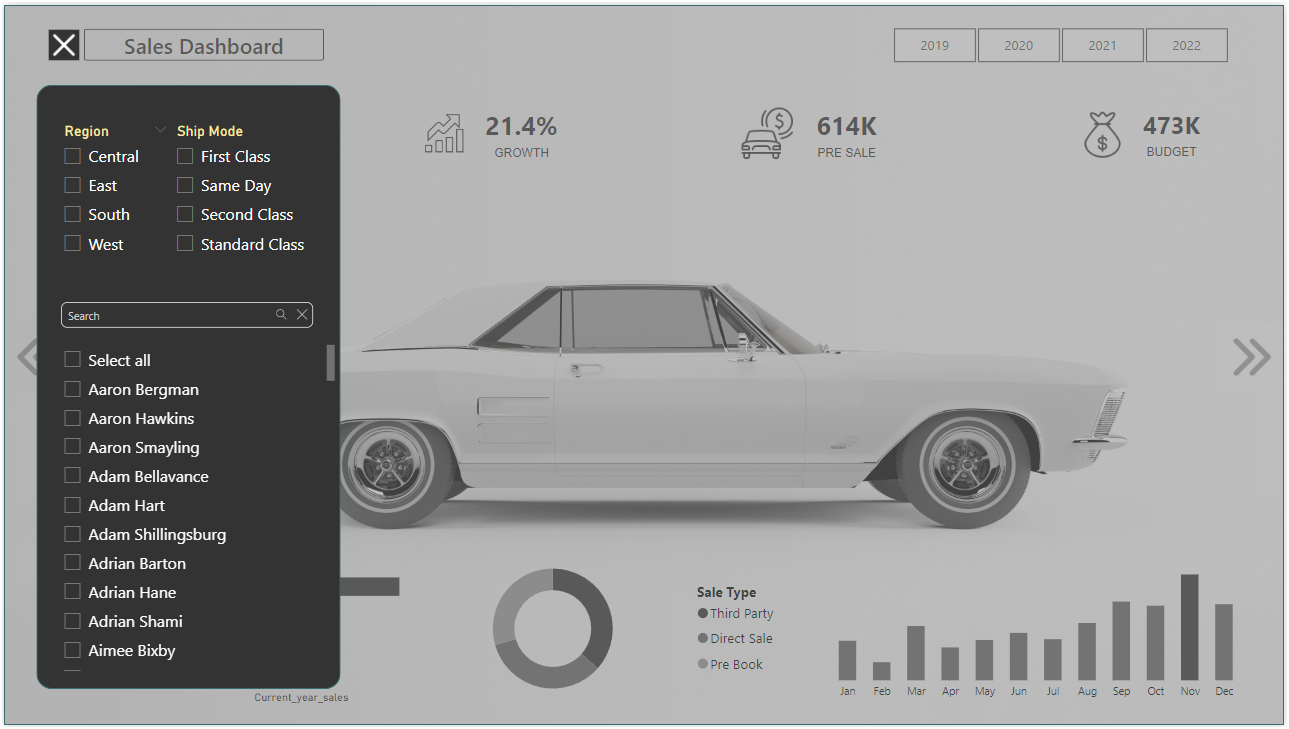 Sales Dashboard
2019 2020 2021 2022
Region
Central
East
South
West
Ship Mode
First Class
Same Day
Second Class
Standard Class
21.4%
GROWTH
614K
PRE SALE
473K
BUDGET
Search
Select all
Aaron Bergman
Aaron Hawkins
Aaron Smayling
Adam Bellavance
Adam Hart
Adam Shillingsburg
Adrian Barton
Adrian Hane
Adrian Shami
Aimee Bixby
Current_year_sales
Sale Type
Third Party
Direct Sale
Pre Book
Jan Feb Mar Apr May Jun Jul Aug Sep Oct Nov Dec